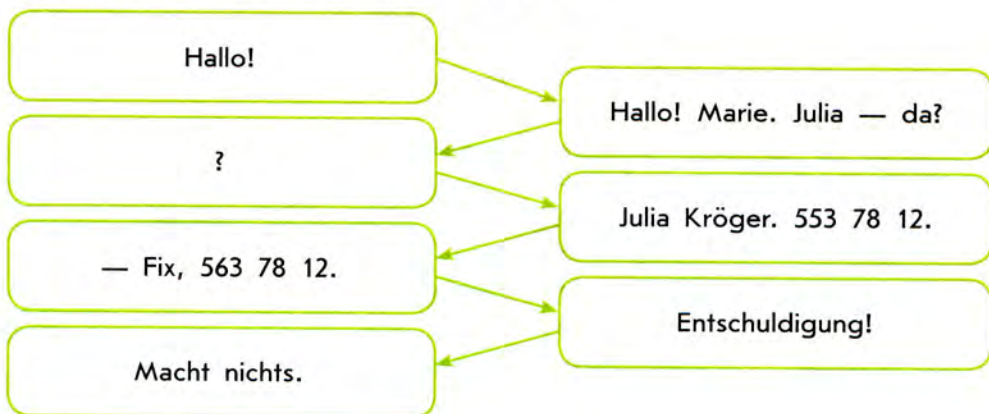 Hallo!
Hallo! Marie. Julia — da?
?
Julia Kröger. 553 78 12.
— Fix, 563 78 12.
Entschuldigung!
Macht nichts.